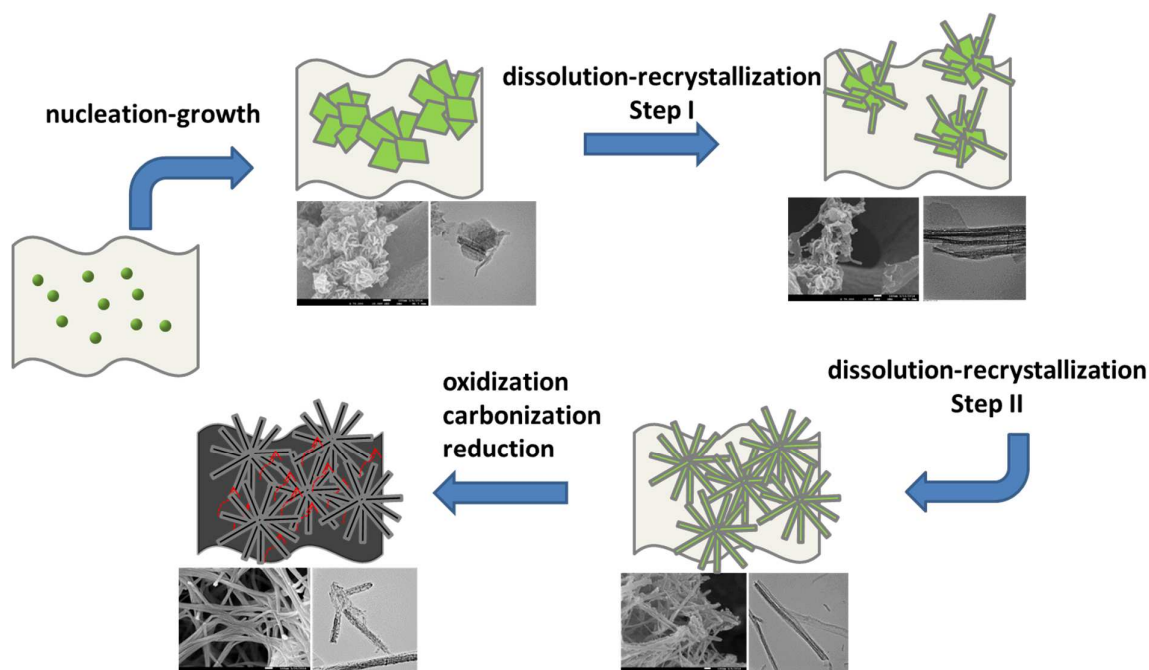 nucleation-growth
dissolution-recrystallization
Step I
dissolution-recrystallization
Step II
oxidization
carbonization
reduction